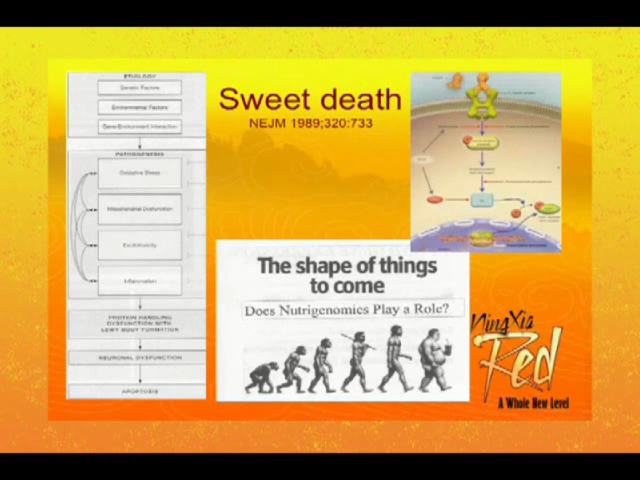 ETIOLOGY
Genetic Factors
Environmental Factors
Gene-Environment Interaction
PATHOGENESIS
Oxidative Stress
Mitochondrial Dysfunction
Excitotoxicity
Inflammation
PROTEIN HANDLING
DYSFUNCTION WITH
LEWY BODY FORMATION
NEURONAL DYSFUNCTION
APOPTOSIS
Sweet death
NEJM 1989;320:733
The shape of things
to come
Does Nutrigenomics Play a Role?
NingXia
Red
A Whole New Level